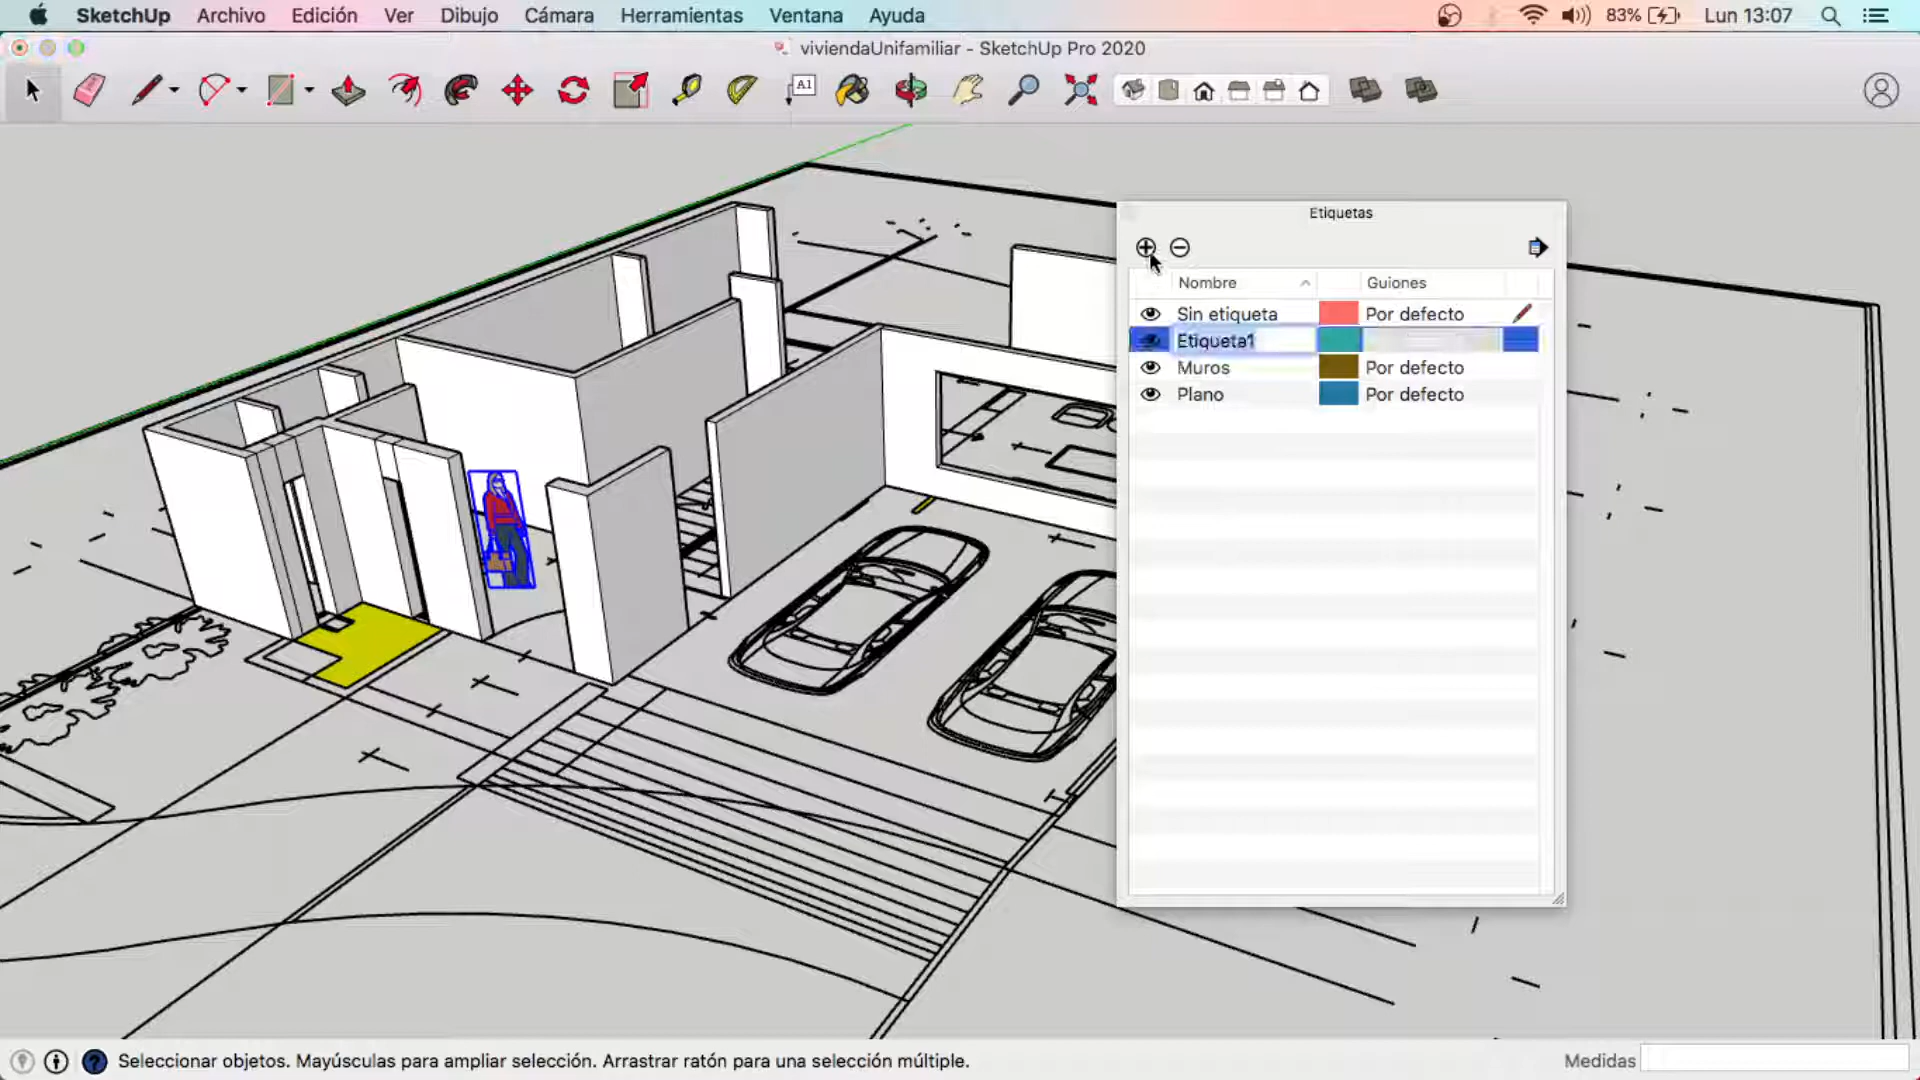 SketchUp Archivo Edición Ver Dibujo Cámara Herramientas Ventana Ayuda 83% Lun 13:07
viviendaUnifamiliar - SketchUp Pro 2020
A1
Etiquetas
Nombre Guiones
Sin etiqueta Por defecto
Etiqueta1
Muros Por defecto
Plano Por defecto
Seleccionar objetos. Mayúsculas para ampliar selección. Arrastrar ratón para una selección múltiple. Medidas